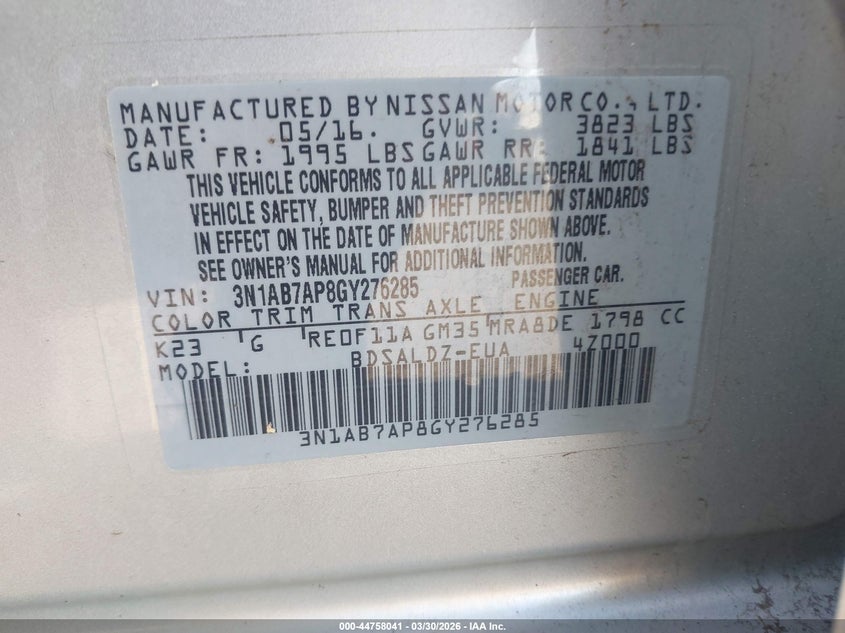 MANUFACTURED BY NISSAN MOTOR CO., LTD.
DATE: 05/16. GVWR: 3823 LBS
GAWR FR: 1995 LBS GAWR RR: 1841 LBS
THIS VEHICLE CONFORMS TO ALL APPLICABLE FEDERAL MOTOR
VEHICLE SAFETY, BUMPER AND THEFT PREVENTION STANDARDS
IN EFFECT ON THE DATE OF MANUFACTURE SHOWN ABOVE.
SEE OWNER'S MANUAL FOR ADDITIONAL INFORMATION.
VIN: 3N1AB7AP8GY276285 PASSENGER CAR.
COLOR TRIM TRANS AXLE ENGINE
K23 G RE0F11A GM35 MRA8DE 1798 CC
MODEL: BDSALDZ-EUA 4Z000
3N1AB7AP8GY276285
000-44758041 - 03/30/2026 - IAA Inc.